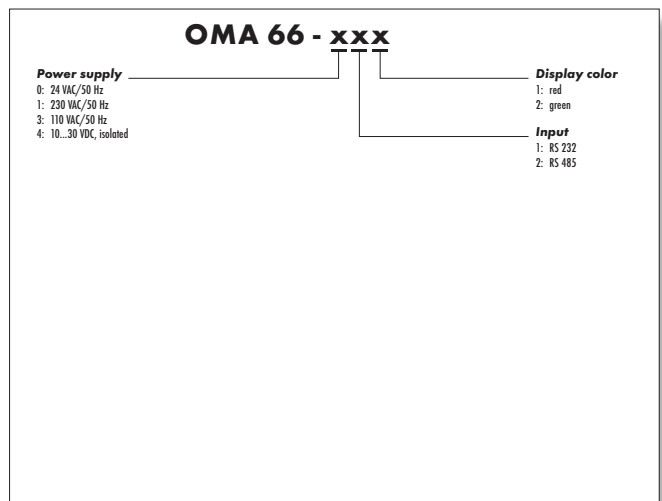 OMA 66 - xxx
Power supply
0: 24 VAC/50 Hz
1: 230 VAC/50 Hz
3: 110 VAC/50 Hz
4: 10...30 VDC, isolated
Display color
1: red
2: green
Input
1: RS 232
2: RS 485